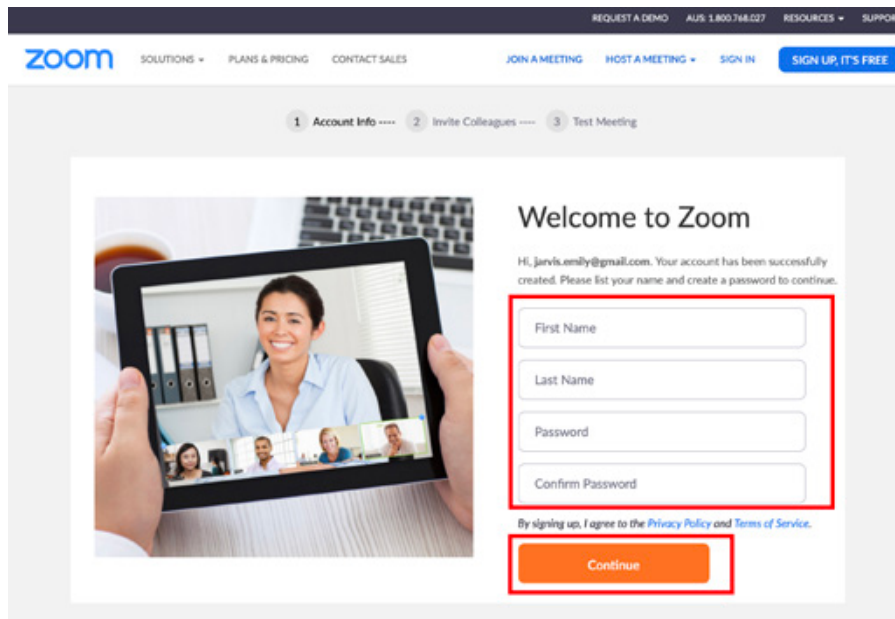 REQUEST A DEMO AUS: 1.800.768.027 RESOURCES SUPPOR
zoom SOLUTIONS PLANS & PRICING CONTACT SALES JOIN A MEETING HOST A MEETING SIGN IN SIGN UP, IT'S FREE
1 Account Info ---- 2 Invite Colleagues ---- 3 Test Meeting
Welcome to Zoom
Hi, jarvis.emily@gmail.com. Your account has been successfully
created. Please list your name and create a password to continue.
First Name
Last Name
Password
Confirm Password
By signing up, I agree to the Privacy Policy and Terms of Service.
Continue